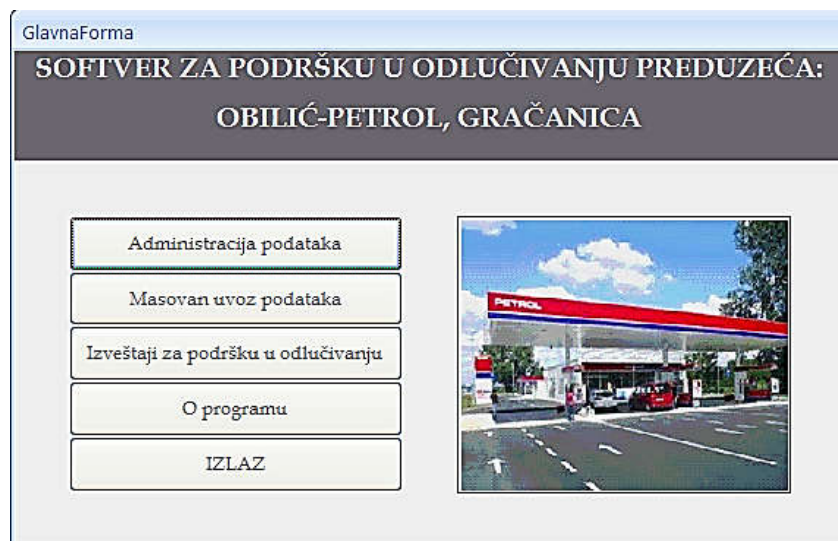 GlavnaForma
SOFTVER ZA PODRŠKU U ODLUČIVANJU PREDUZEĆA:
OBILIĆ-PETROL, GRAČANICA
Administracija podataka
Masovan uvoz podataka
Izveštaji za podršku u odlučivanju
O programu
IZLAZ
PETROL